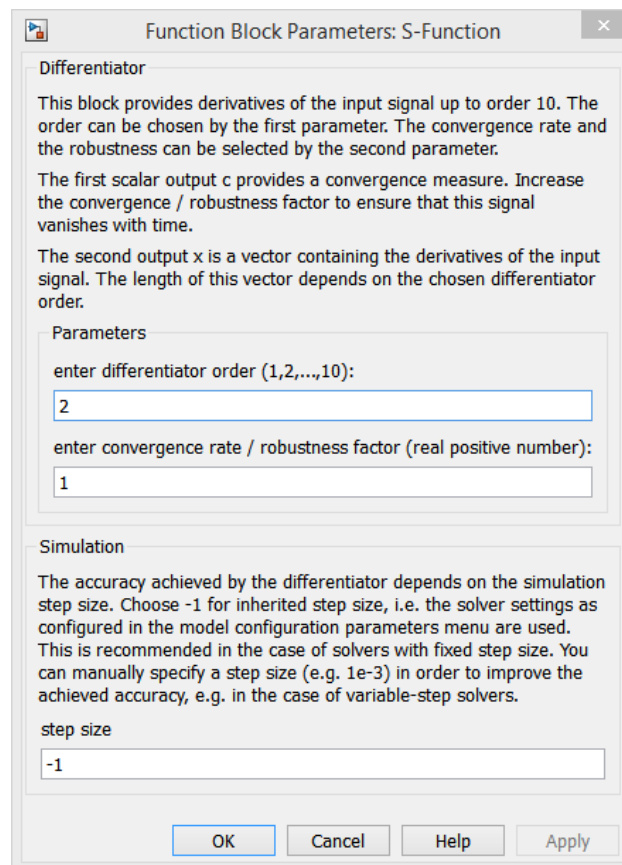 Function Block Parameters: S-Function
Differentiator
This block provides derivatives of the input signal up to order 10. The
order can be chosen by the first parameter. The convergence rate and
the robustness can be selected by the second parameter.
The first scalar output c provides a convergence measure. Increase
the convergence / robustness factor to ensure that this signal
vanishes with time.
The second output x is a vector containing the derivatives of the input
signal. The length of this vector depends on the chosen differentiator
order.
Parameters
enter differentiator order (1,2,...,10):
2
enter convergence rate / robustness factor (real positive number):
1
Simulation
The accuracy achieved by the differentiator depends on the simulation
step size. Choose -1 for inherited step size, i.e. the solver settings as
configured in the model configuration parameters menu are used.
This is recommended in the case of solvers with fixed step size. You
can manually specify a step size (e.g. 1e-3) in order to improve the
achieved accuracy, e.g. in the case of variable-step solvers.
step size
-1
OK Cancel Help Apply